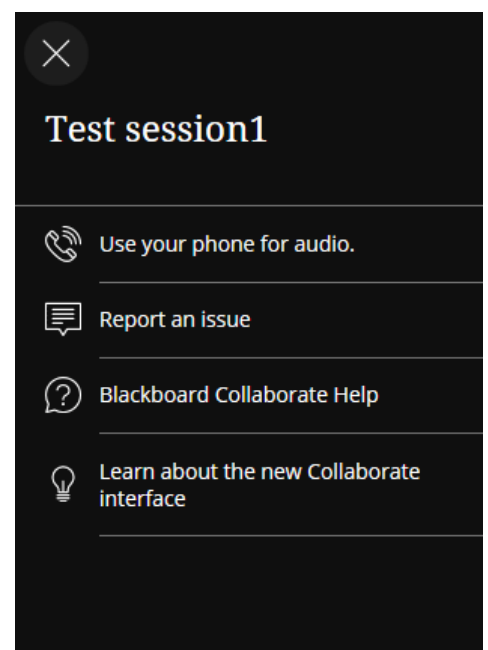 Test session1
Use your phone for audio.
Report an issue
Blackboard Collaborate Help
Learn about the new Collaborate
interface